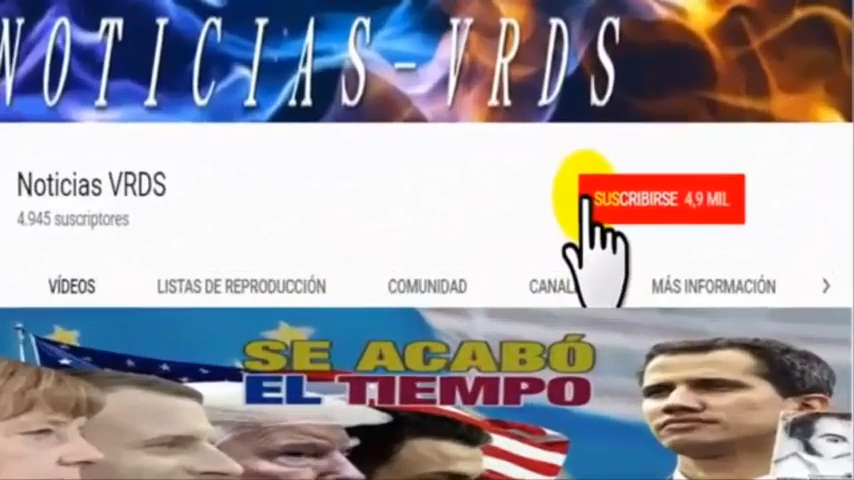 NOTICIAS-VRDS
Noticias VRDS
4.945 suscriptores
SUSCRIBIRSE 4,9 MIL
VÍDEOS
LISTAS DE REPRODUCCIÓN
COMUNIDAD
CANAL
MÁS INFORMACIÓN
SE ACABÓ
EL TIEMPO